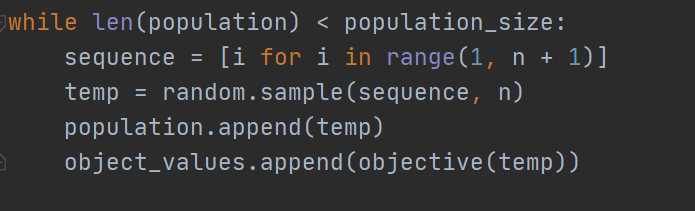 while len(population) < population_size:
    sequence = [i for i in range(1, n + 1)]
    temp = random.sample(sequence, n)
    population.append(temp)
    object_values.append(objective(temp))